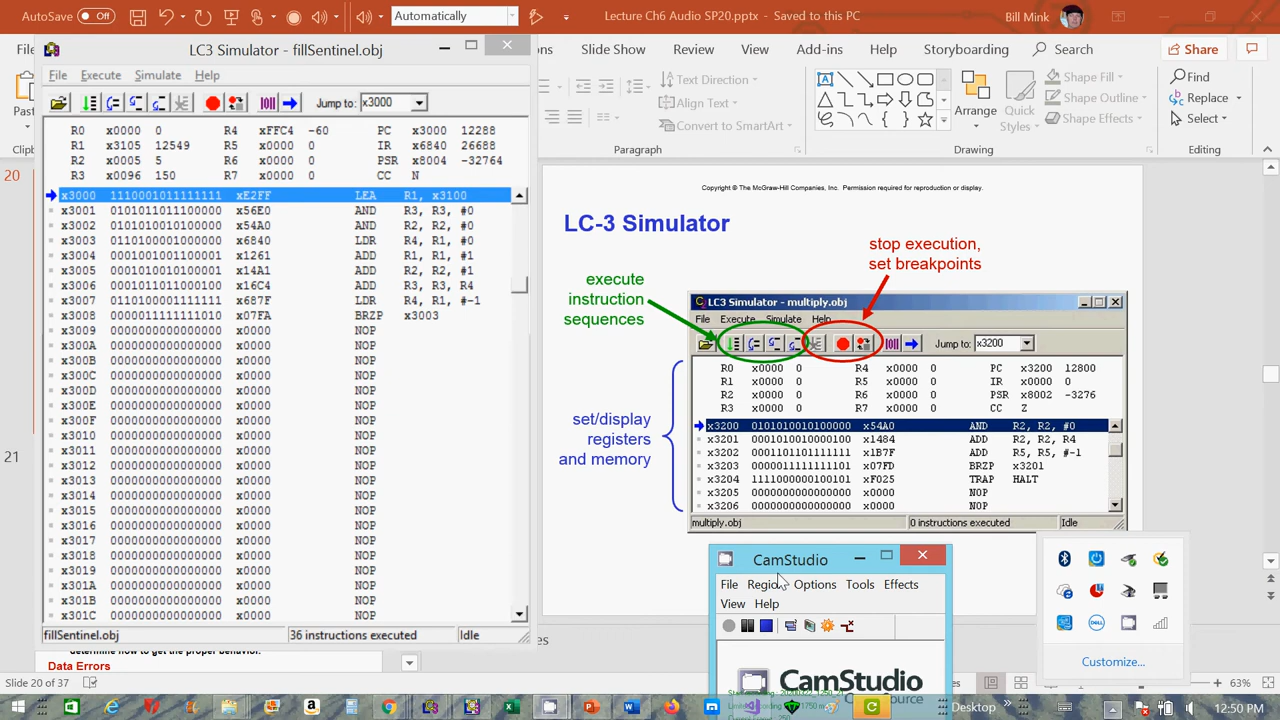 AutoSave Off
Automatically
Lecture Ch6 Audio SP20.pptx — Saved to this PC
Bill Mink
LC3 Simulator - fillSentinel.obj
File Execute Simulate Help
Jump to: x3000
R0 x0000 0 R4 xFFC4 -60 PC x3000 12288
R1 x3105 12549 R5 x0000 0 IR x6840 26688
R2 x0005 5 R6 x0000 0 PSR x8004 -32764
R3 x0096 150 R7 x0000 0 CC N
x3000 1110001011111111 xE2FF LEA R1, x3100
x3001 0101011011100000 x56E0 AND R3, R3, #0
x3002 0101010010100000 x54A0 AND R2, R2, #0
x3003 0110100001000000 x6840 LDR R4, R1, #0
x3004 0001001001100001 x1261 ADD R1, R1, #1
x3005 0001010010100001 x14A1 ADD R2, R2, #1
x3006 0001011011000100 x16C4 ADD R3, R3, R4
x3007 0110100001111111 x687F LDR R4, R1, #-1
x3008 0000011111111010 x07FA BRZP x3003
x3009 0000000000000000 x0000 NOP
x300A 0000000000000000 x0000 NOP
x300B 0000000000000000 x0000 NOP
x300C 0000000000000000 x0000 NOP
x300D 0000000000000000 x0000 NOP
x300E 0000000000000000 x0000 NOP
x300F 0000000000000000 x0000 NOP
x3010 0000000000000000 x0000 NOP
x3011 0000000000000000 x0000 NOP
x3012 0000000000000000 x0000 NOP
x3013 0000000000000000 x0000 NOP
x3014 0000000000000000 x0000 NOP
x3015 0000000000000000 x0000 NOP
x3016 0000000000000000 x0000 NOP
x3017 0000000000000000 x0000 NOP
x3018 0000000000000000 x0000 NOP
x3019 0000000000000000 x0000 NOP
x301A 0000000000000000 x0000 NOP
x301B 0000000000000000 x0000 NOP
x301C 0000000000000000 x0000 NOP
fillSentinel.obj 36 instructions executed Idle
Slide Show Review View Add-ins Help Storyboarding Search Share
Text Direction
Align Text
Convert to SmartArt
Paragraph
Arrange
Quick Styles
Shape Fill
Shape Outline
Shape Effects
Drawing
Find
Replace
Select
Editing
20
21
Copyright © The McGraw-Hill Companies, Inc. Permission required for reproduction or display.
LC-3 Simulator
stop execution,
set breakpoints
execute
instruction
sequences
set/display
registers
and memory
LC3 Simulator - multiply.obj
File Execute Simulate Help
Jump to: x3200
R0 x0000 0 R4 x0000 0 PC x3200 12800
R1 x0000 0 R5 x0000 0 IR x0000 0
R2 x0000 0 R6 x0000 0 PSR x8002 -3276
R3 x0000 0 R7 x0000 0 CC Z
x3200 0101010010100000 x54A0 AND R2, R2, #0
x3201 0001010010000100 x1484 ADD R2, R2, R4
x3202 0001101101111111 x1B7F ADD R5, R5, #-1
x3203 0000011111111101 x07FD BRZP x3201
x3204 1111000000100101 xF025 TRAP HALT
x3205 0000000000000000 x0000 NOP
x3206 0000000000000000 x0000 NOP
multiply.obj 0 instructions executed Idle
CamStudio
File Region Options Tools Effects
View Help
CamStudio
Customize...
determine how to get the proper behavior.
Data Errors
Slide 20 of 37
63%
Desktop
12:50 PM